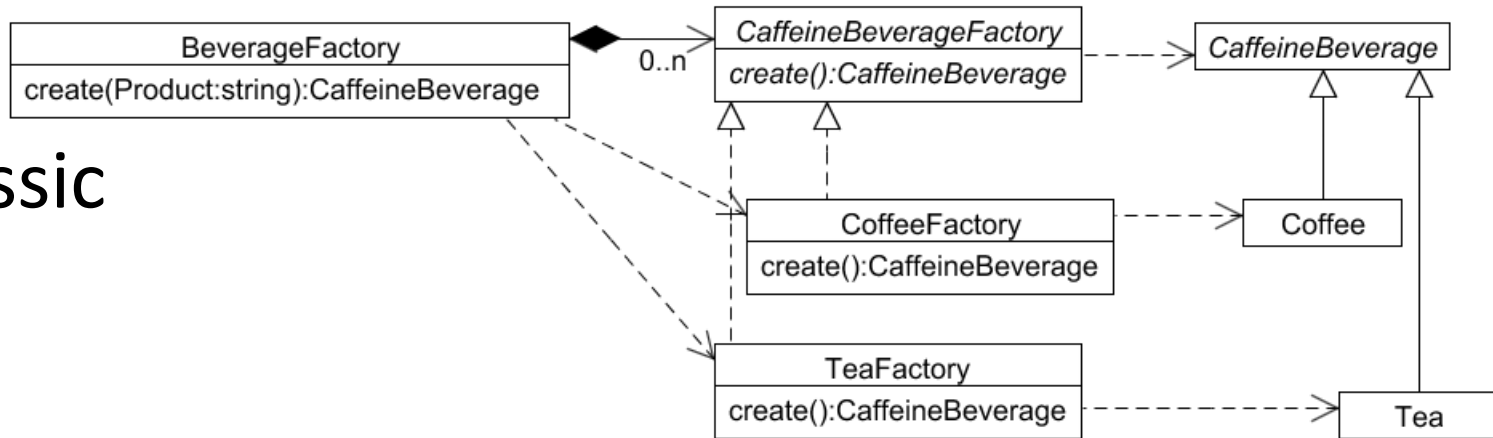 BeverageFactory
create(Product:string):CaffeineBeverage
0..n
CaffeineBeverageFactory
create():CaffeineBeverage
CaffeineBeverage
ssic
CoffeeFactory
create():CaffeineBeverage
Coffee
TeaFactory
create():CaffeineBeverage
Tea